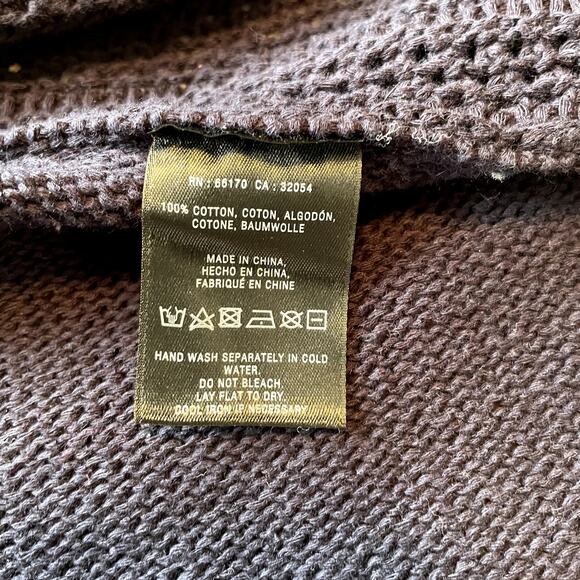 RN : 66170 CA : 32054
100% COTTON, COTON, ALGODÓN,
COTONE, BAUMWOLLE
MADE IN CHINA,
HECHO EN CHINA,
FABRIQUÉ EN CHINE
HAND WASH SEPARATELY IN COLD
WATER.
DO NOT BLEACH.
LAY FLAT TO DRY.
COOL IRON IF NECESSARY